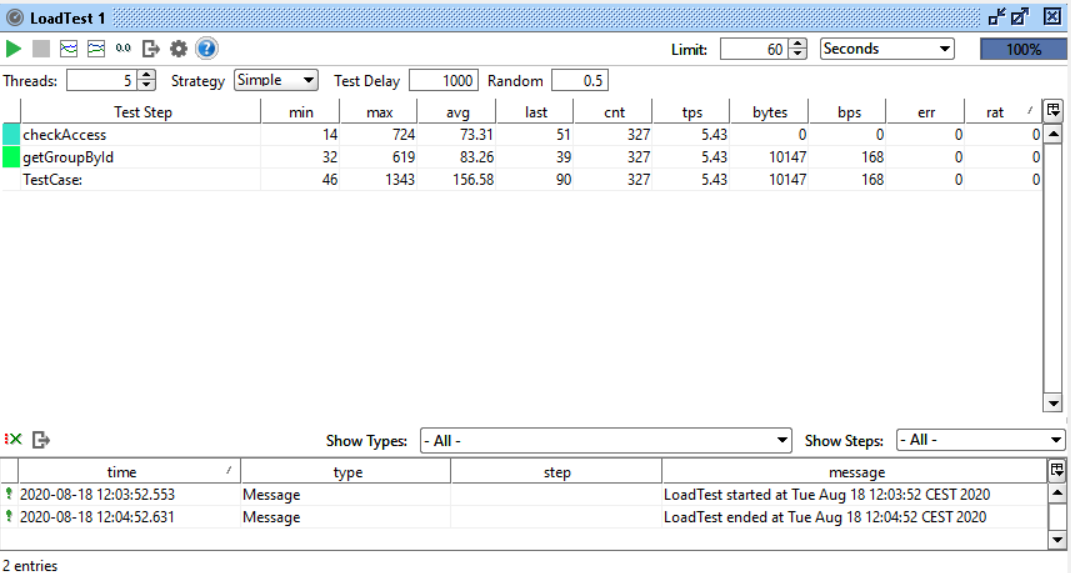 LoadTest 1
0.0 ? Limit: 60 Seconds 100%
Threads: 5 Strategy Simple Test Delay 1000 Random 0.5
Test Step min max avg last cnt tps bytes bps err rat
checkAccess 14 724 73.31 51 327 5.43 0 0 0 0
getGroupById 32 619 83.26 39 327 5.43 10147 168 0 0
TestCase: 46 1343 156.58 90 327 5.43 10147 168 0 0
Show Types: - All - Show Steps: - All -
time type step message
2020-08-18 12:03:52.553 Message LoadTest started at Tue Aug 18 12:03:52 CEST 2020
2020-08-18 12:04:52.631 Message LoadTest ended at Tue Aug 18 12:04:52 CEST 2020
2 entries